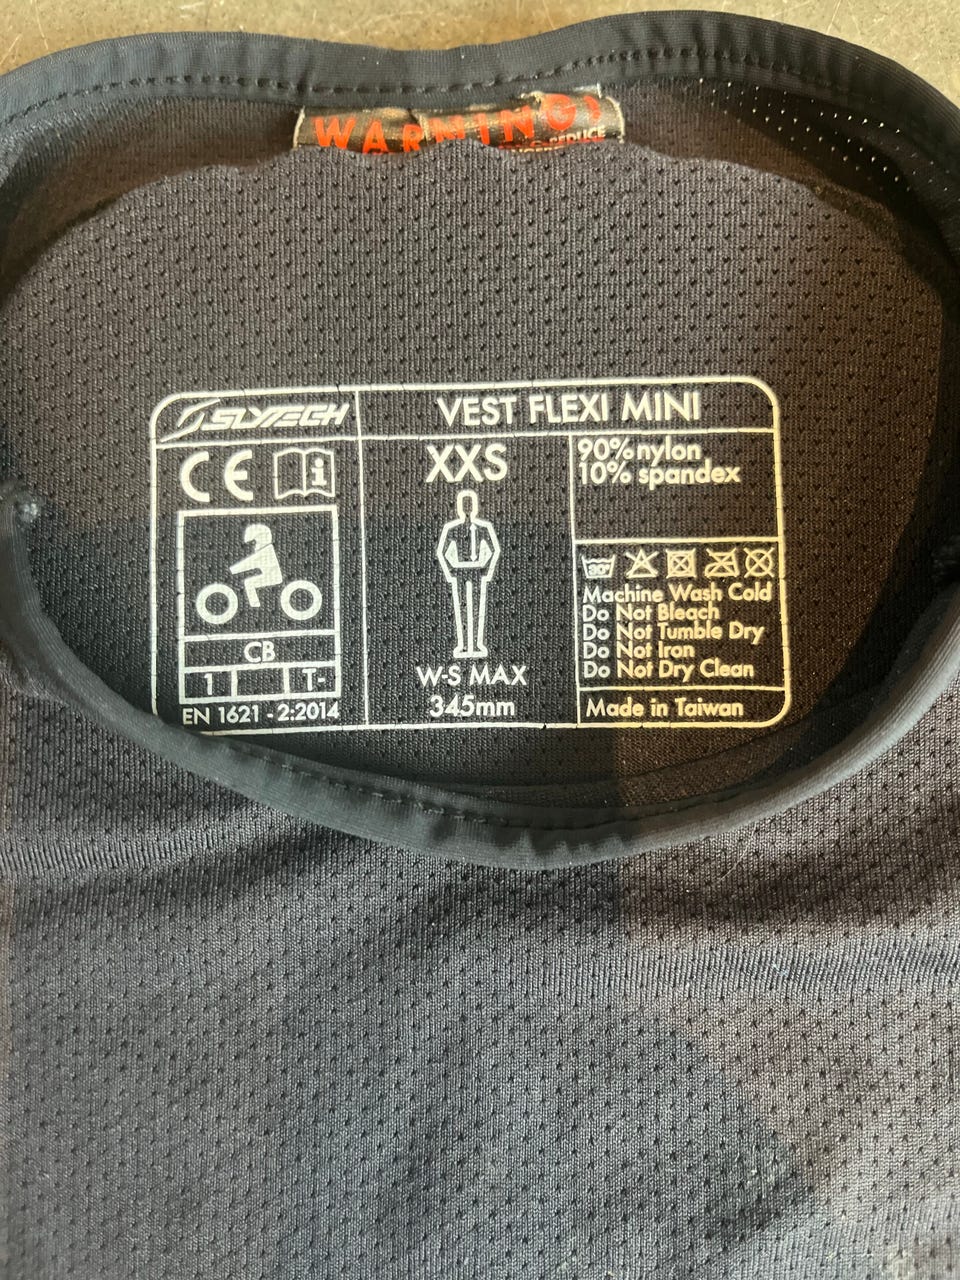 WARNING!
REDUCE
SLYTECH
VEST FLEXI MINI
CE
i
XXS
90% nylon
10% spandex
30°
Machine Wash Cold
Do Not Bleach
Do Not Tumble Dry
Do Not Iron
Do Not Dry Clean
CB
1 T-
W-S MAX
345mm
EN 1621 - 2:2014
Made in Taiwan